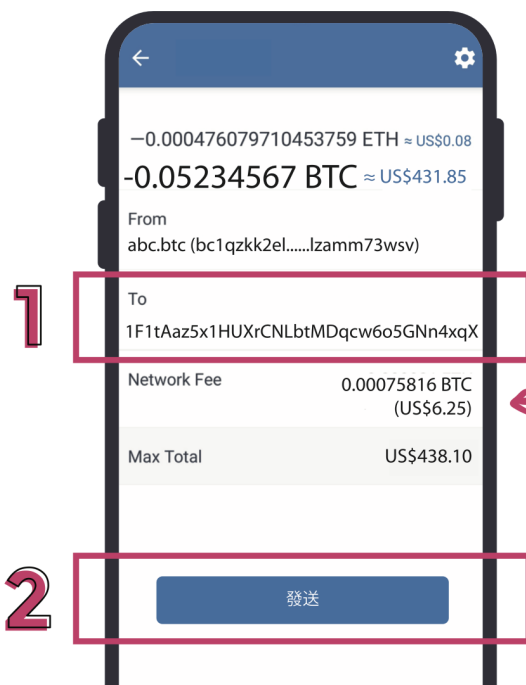 −0.000476079710453759 ETH ≈ US$0.08
-0.05234567 BTC ≈ US$431.85
From
abc.btc (bc1qzkk2el......lzamm73wsv)
1
To
1F1tAaz5x1HUXrCNLbtMDqcw6o5GNn4xqX
Network Fee 0.00075816 BTC
(US$6.25)
Max Total US$438.10
2
發送